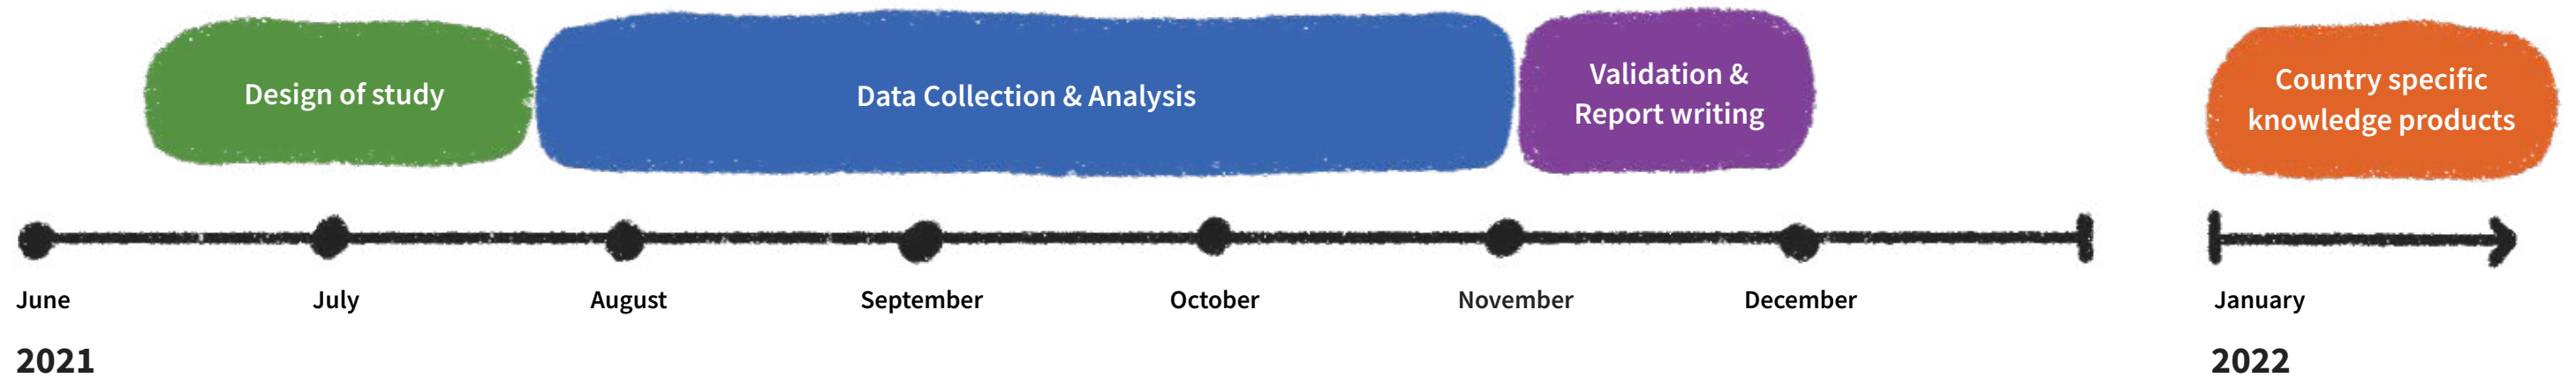 Design of study
Data Collection & Analysis
Validation &
Report writing
Country specific
knowledge products
June
July
August
September
October
November
December
January
2021
2022